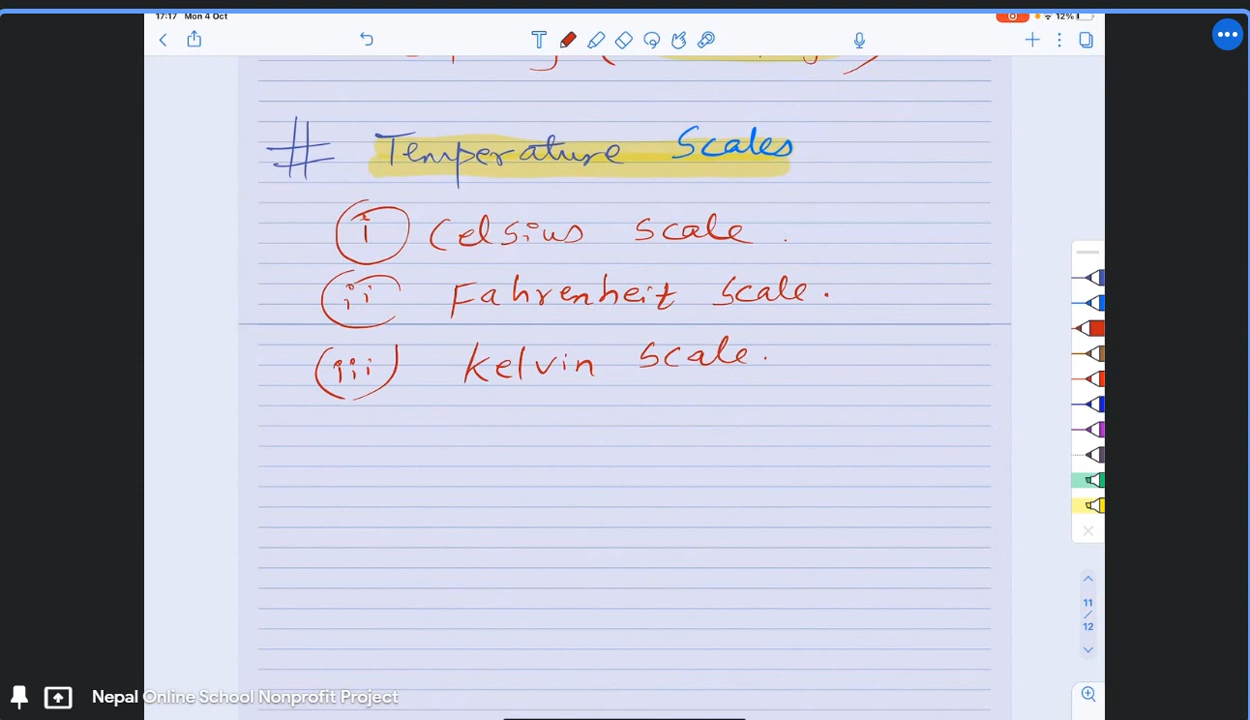 17:17 Mon 4 Oct
12%
# Temperature Scales
(i) Celsius Scale.
(ii) Fahrenheit Scale.
(iii) Kelvin Scale.
11
/
12
Nepal Online School Nonprofit Project